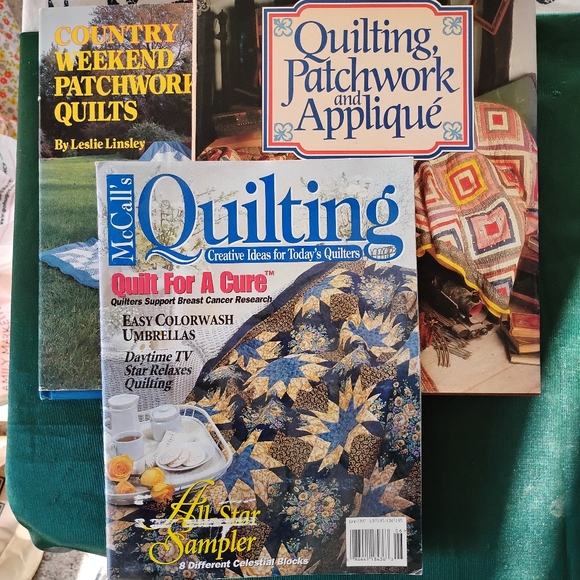 COUNTRY
WEEKEND
PATCHWORK
QUILTS
By Leslie Linsley
Quilting,
Patchwork
and
Appliqué
McCall's
Quilting
Creative Ideas for Today's Quilters
Quilt For A Cure™
Quilters Support Breast Cancer Research
EASY COLORWASH
UMBRELLAS
Daytime TV
Star Relaxes
Quilting
All Star
Sampler
8 Different Celestial Blocks